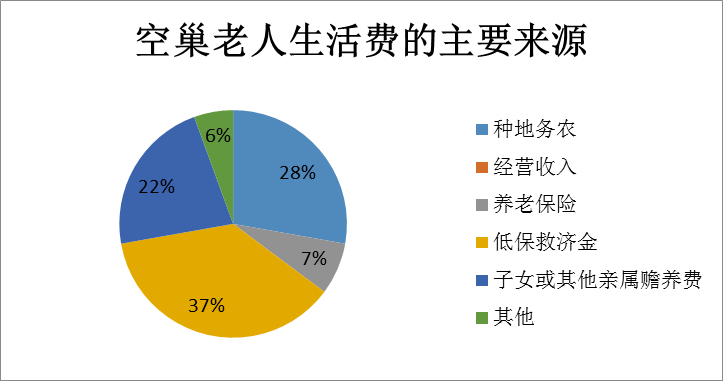 空巢老人生活费的主要来源
6%
28%
22%
7%
37%
种地务农
经营收入
养老保险
低保救济金
子女或其他亲属赡养费
其他